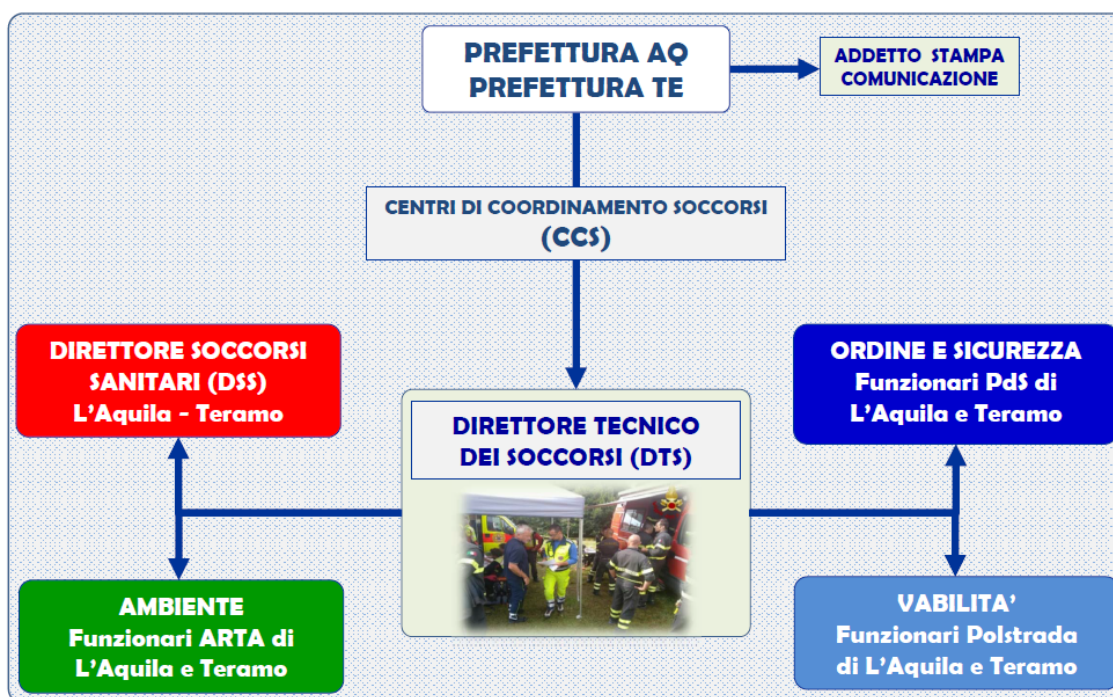 PREFETTURA AQ
PREFETTURA TE
ADDETTO STAMPA
COMUNICAZIONE
CENTRI DI COORDINAMENTO SOCCORSI
(CCS)
DIRETTORE SOCCORSI
SANITARI (DSS)
L'Aquila - Teramo
ORDINE E SICUREZZA
Funzionari PdS di
L'Aquila e Teramo
DIRETTORE TECNICO
DEI SOCCORSI (DTS)
AMBIENTE
Funzionari ARTA di
L'Aquila e Teramo
VABILITA'
Funzionari Polstrada
di L'Aquila e Teramo